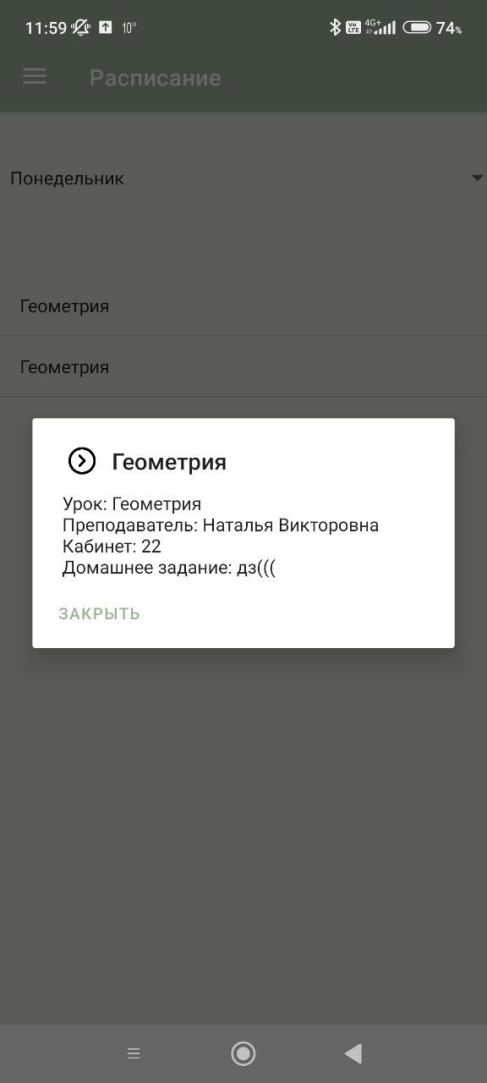 11:59 10° 4G+ 74%
Расписание
Понедельник
Геометрия
Геометрия
Геометрия
Урок: Геометрия
Преподаватель: Наталья Викторовна
Кабинет: 22
Домашнее задание: дз(((
ЗАКРЫТЬ